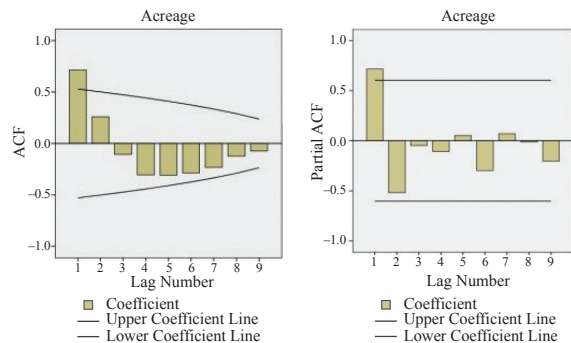 Acreage
1.0
0.5
0.0
–0.5
–1.0
ACF
1 2 3 4 5 6 7 8 9
Lag Number
Coefficient
Upper Coefficient Line
Lower Coefficient Line
Acreage
1.0
0.5
0.0
–0.5
–1.0
Partial ACF
1 2 3 4 5 6 7 8 9
Lag Number
Coefficient
Upper Coefficient Line
Lower Coefficient Line